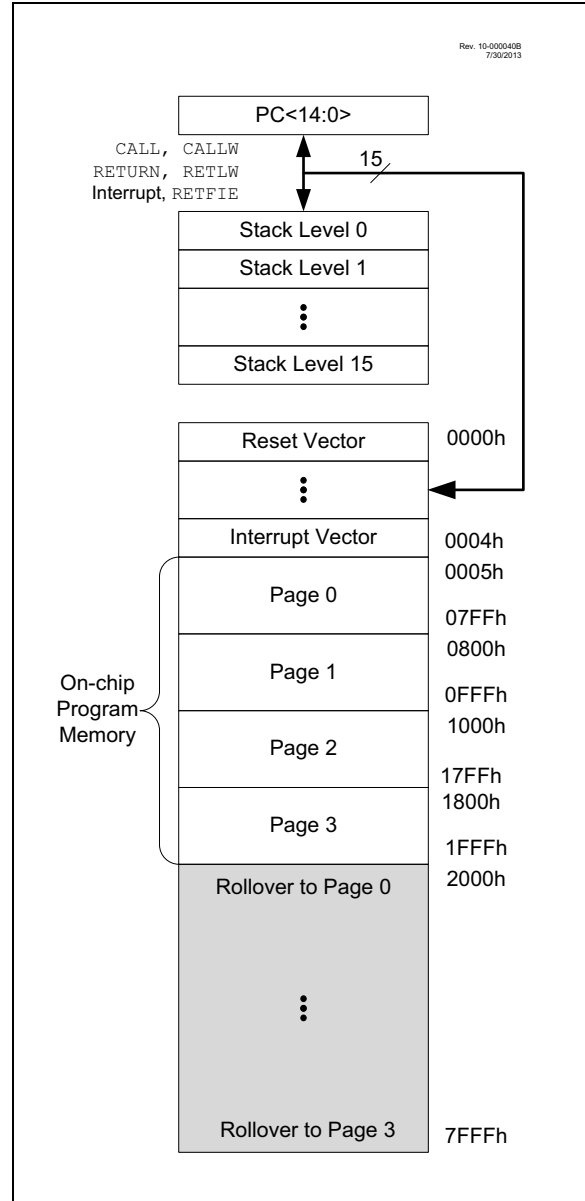 Rev. 10-000040B
7/30/2013
PC<14:0>
CALL, CALLW
RETURN, RETLW
Interrupt, RETFIE
15
Stack Level 0
Stack Level 1
Stack Level 15
Reset Vector
0000h
Interrupt Vector
0004h
0005h
Page 0
07FFh
0800h
Page 1
0FFFh
1000h
Page 2
17FFh
1800h
Page 3
1FFFh
On-chip
Program
Memory
Rollover to Page 0
2000h
Rollover to Page 3
7FFFh